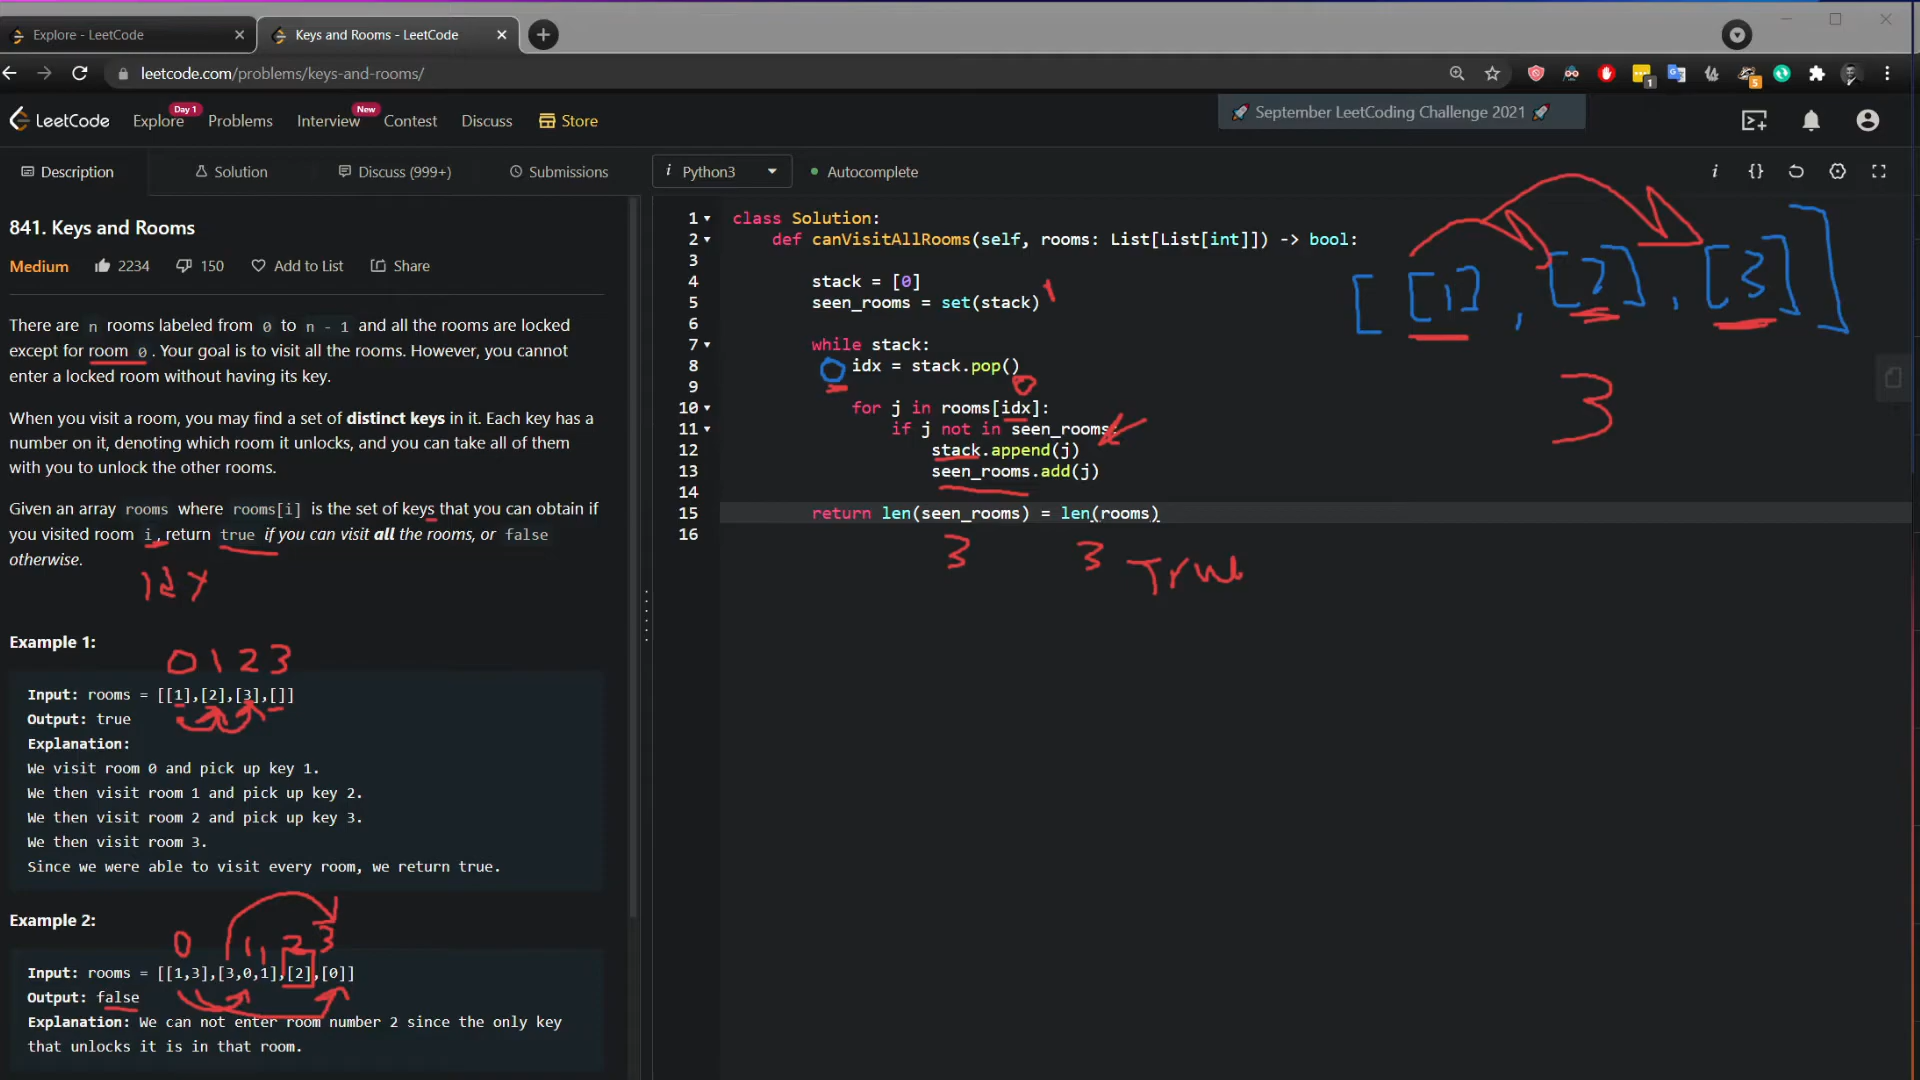 Explore - LeetCode
Keys and Rooms - LeetCode
leetcode.com/problems/keys-and-rooms/
1
5
LeetCode
Explore
Day 1
Problems
Interview
New
Contest
Discuss
Store
September LeetCoding Challenge 2021
Description
Solution
Discuss (999+)
Submissions
841. Keys and Rooms
Medium
2234
150
Add to List
Share
There are n rooms labeled from 0 to n - 1 and all the rooms are locked
except for room 0. Your goal is to visit all the rooms. However, you cannot
enter a locked room without having its key.
When you visit a room, you may find a set of distinct keys in it. Each key has a
number on it, denoting which room it unlocks, and you can take all of them
with you to unlock the other rooms.
Given an array rooms where rooms[i] is the set of keys that you can obtain if
you visited room i, return true if you can visit all the rooms, or false
otherwise.
Example 1:
0 1 2 3
Input: rooms = [[1],[2],[3],[]]
Output: true
Explanation:
We visit room 0 and pick up key 1.
We then visit room 1 and pick up key 2.
We then visit room 2 and pick up key 3.
We then visit room 3.
Since we were able to visit every room, we return true.
Example 2:
0 1 2 3
Input: rooms = [[1,3],[3,0,1],[2],[0]]
Output: false
Explanation: We can not enter room number 2 since the only key
that unlocks it is in that room.
i Python3
Autocomplete
i {}
1 class Solution:
2 def canVisitAllRooms(self, rooms: List[List[int]]) -> bool:
3
4 stack = [0]
5 seen_rooms = set(stack) 1
6
7 while stack:
8 0 idx = stack.pop()
9 0
10 for j in rooms[idx]:
11 if j not in seen_rooms:
12 stack.append(j)
13 seen_rooms.add(j)
14
15 return len(seen_rooms) = len(rooms)
16
3 3 True
[[1], [2], [3]]
3